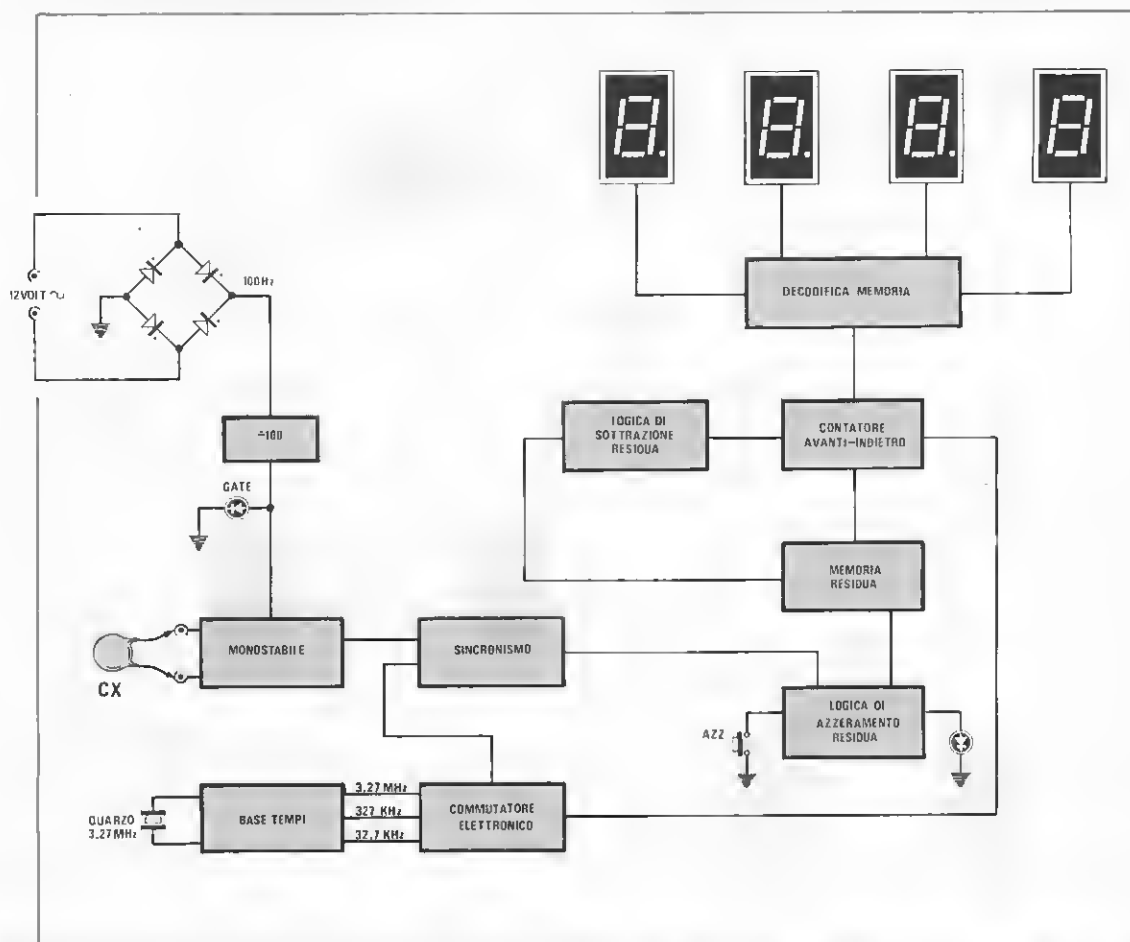 100Hz
12VOLT ~
DECODIFICA MEMORIA
÷100
LOGICA DI
SOTTRAZIONE
RESIDUA
CONTATORE
AVANTI-INDIETRO
GATE
MEMORIA
RESIDUA
MONOSTABILE
SINCRONISMO
CX
LOGICA DI
AZZERAMENTO
RESIDUA
AZZ
QUARZO
3.27MHz
BASE TEMPI
3,27 MHz
327 KHz
32,7 KHz
COMMUTATORE
ELETTRONICO